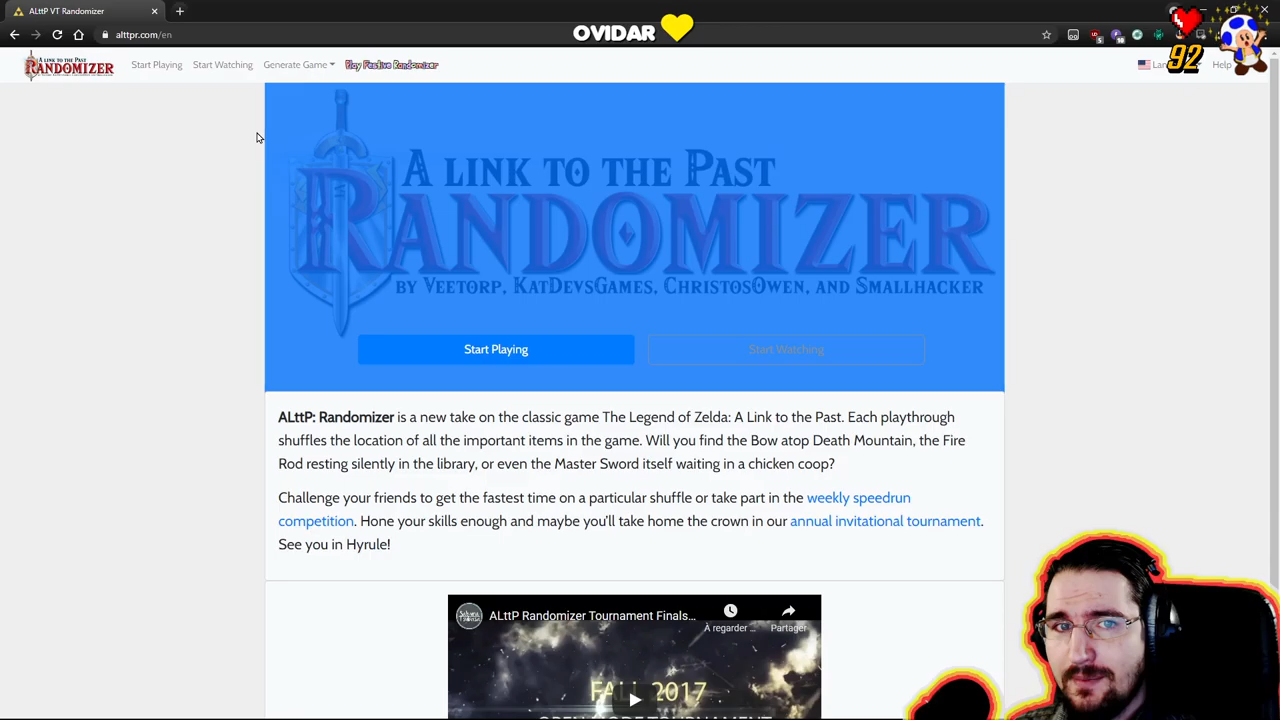 ALttP VT Randomizer
OVIDAR
alttpr.com/en
92
A LINK TO THE PAST
RANDOMIZER
Start Playing
Start Watching
Generate Game
Play Festive Randomizer
Help
A LINK TO THE PAST
RANDOMIZER
BY VEETORP, KATDEVSGAMES, CHRISTOSOWEN, AND SMALLHACKER
Start Playing
Start Watching
ALttP: Randomizer is a new take on the classic game The Legend of Zelda: A Link to the Past. Each playthrough
shuffles the location of all the important items in the game. Will you find the Bow atop Death Mountain, the Fire
Rod resting silently in the library, or even the Master Sword itself waiting in a chicken coop?
Challenge your friends to get the fastest time on a particular shuffle or take part in the weekly speedrun
competition. Hone your skills enough and maybe you'll take home the crown in our annual invitational tournament.
See you in Hyrule!
ALttP Randomizer Tournament Finals...
À regarder ...
Partager
FALL 2017
OPEN MODE TOURNAMENT